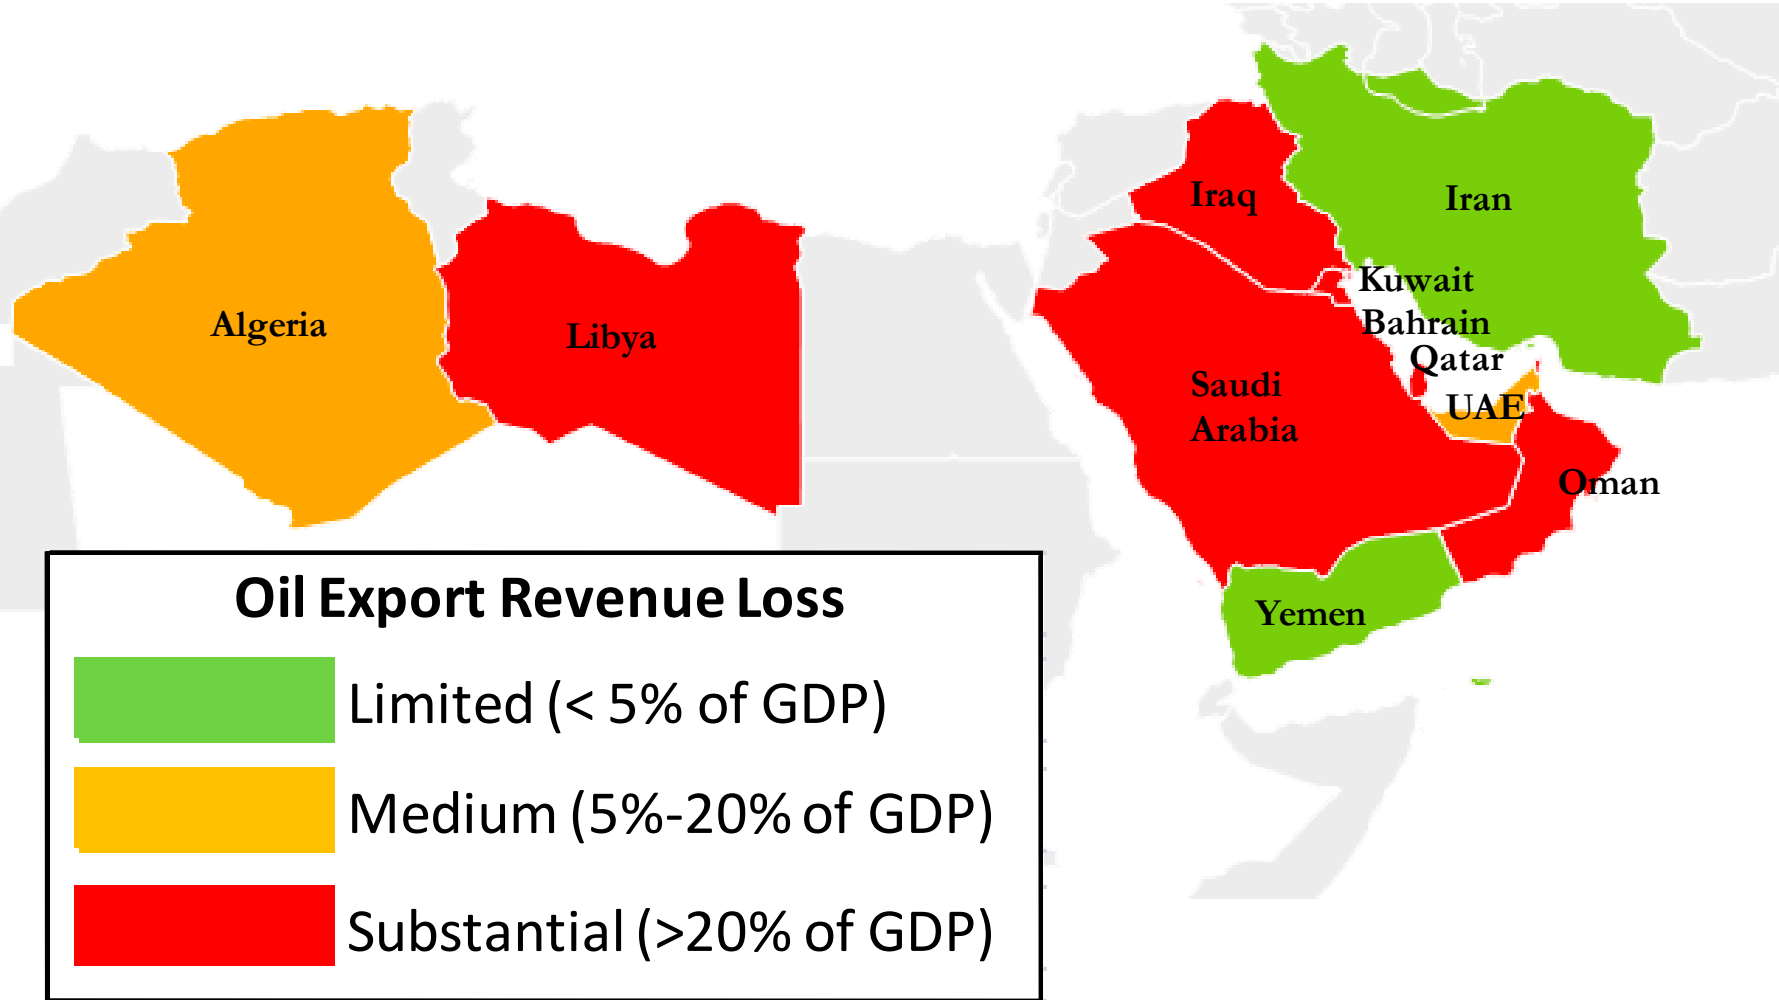 Algeria
Libya
Iraq
Iran
Kuwait
Bahrain
Qatar
UAE
Saudi
Arabia
Oman
Yemen
Oil Export Revenue Loss
Limited (< 5% of GDP)
Medium (5%-20% of GDP)
Substantial (>20% of GDP)